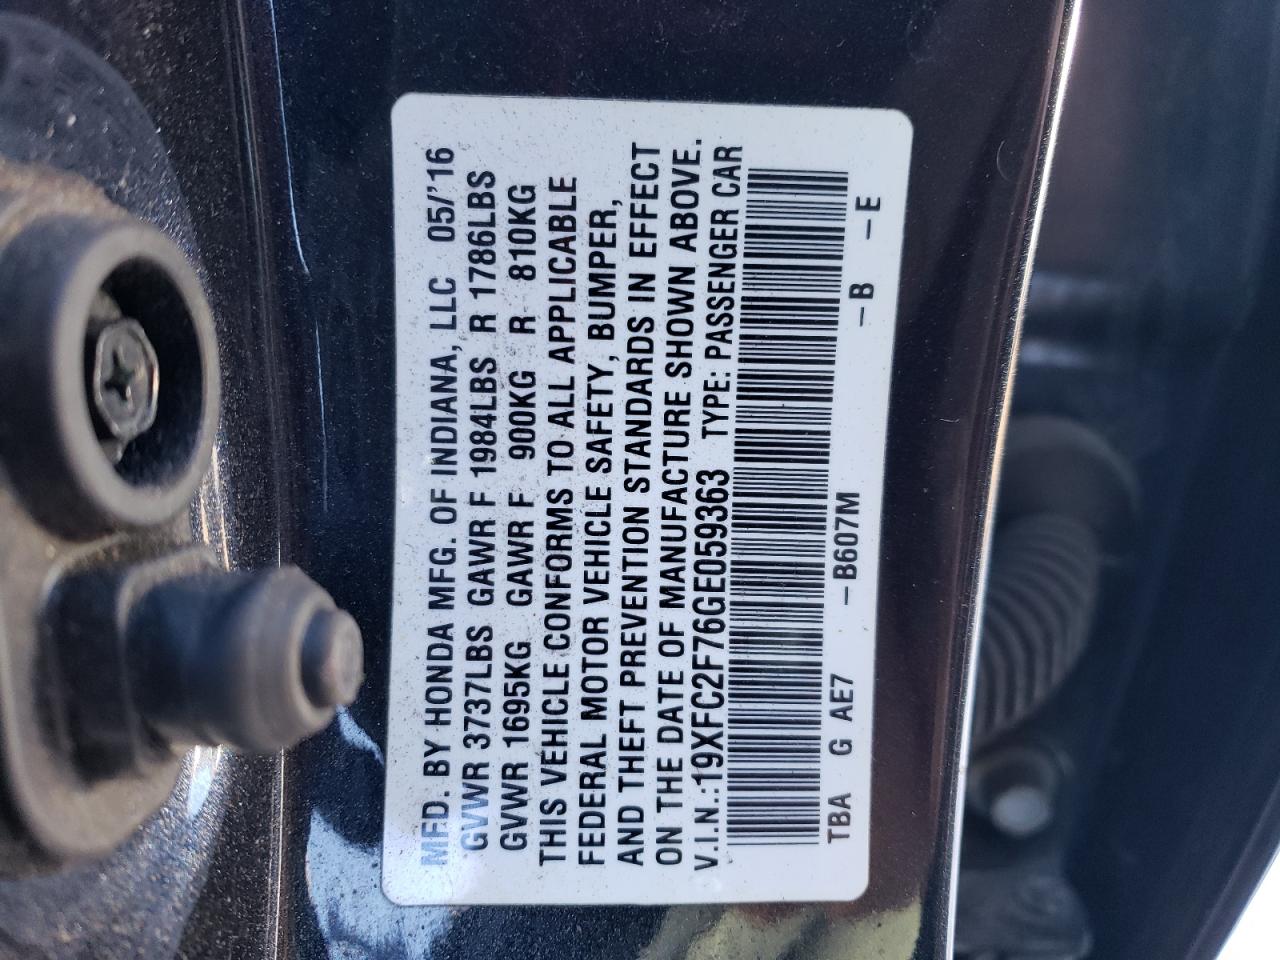 MFD. BY HONDA MFG. OF INDIANA, LLC 05/'16
GVWR 3737LBS GAWR F 1984LBS R 1786LBS
GVWR 1695KG GAWR F 900KG R 810KG
THIS VEHICLE CONFORMS TO ALL APPLICABLE
FEDERAL MOTOR VEHICLE SAFETY, BUMPER,
AND THEFT PREVENTION STANDARDS IN EFFECT
ON THE DATE OF MANUFACTURE SHOWN ABOVE.
V.I.N.:19XFC2F76GE059363 TYPE: PASSENGER CAR
TBA G AE7 –B607M –B –E